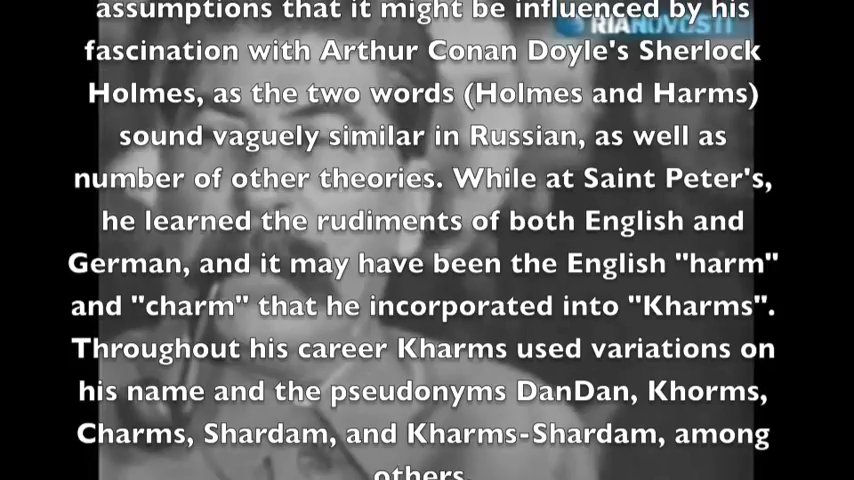 assumptions that it might be influenced by his
RIANOVOSTI
fascination with Arthur Conan Doyle's Sherlock
Holmes, as the two words (Holmes and Harms)
sound vaguely similar in Russian, as well as
number of other theories. While at Saint Peter's,
he learned the rudiments of both English and
German, and it may have been the English "harm"
and "charm" that he incorporated into "Kharms".
Throughout his career Kharms used variations on
his name and the pseudonyms DanDan, Khorms,
Charms, Shardam, and Kharms-Shardam, among
others.